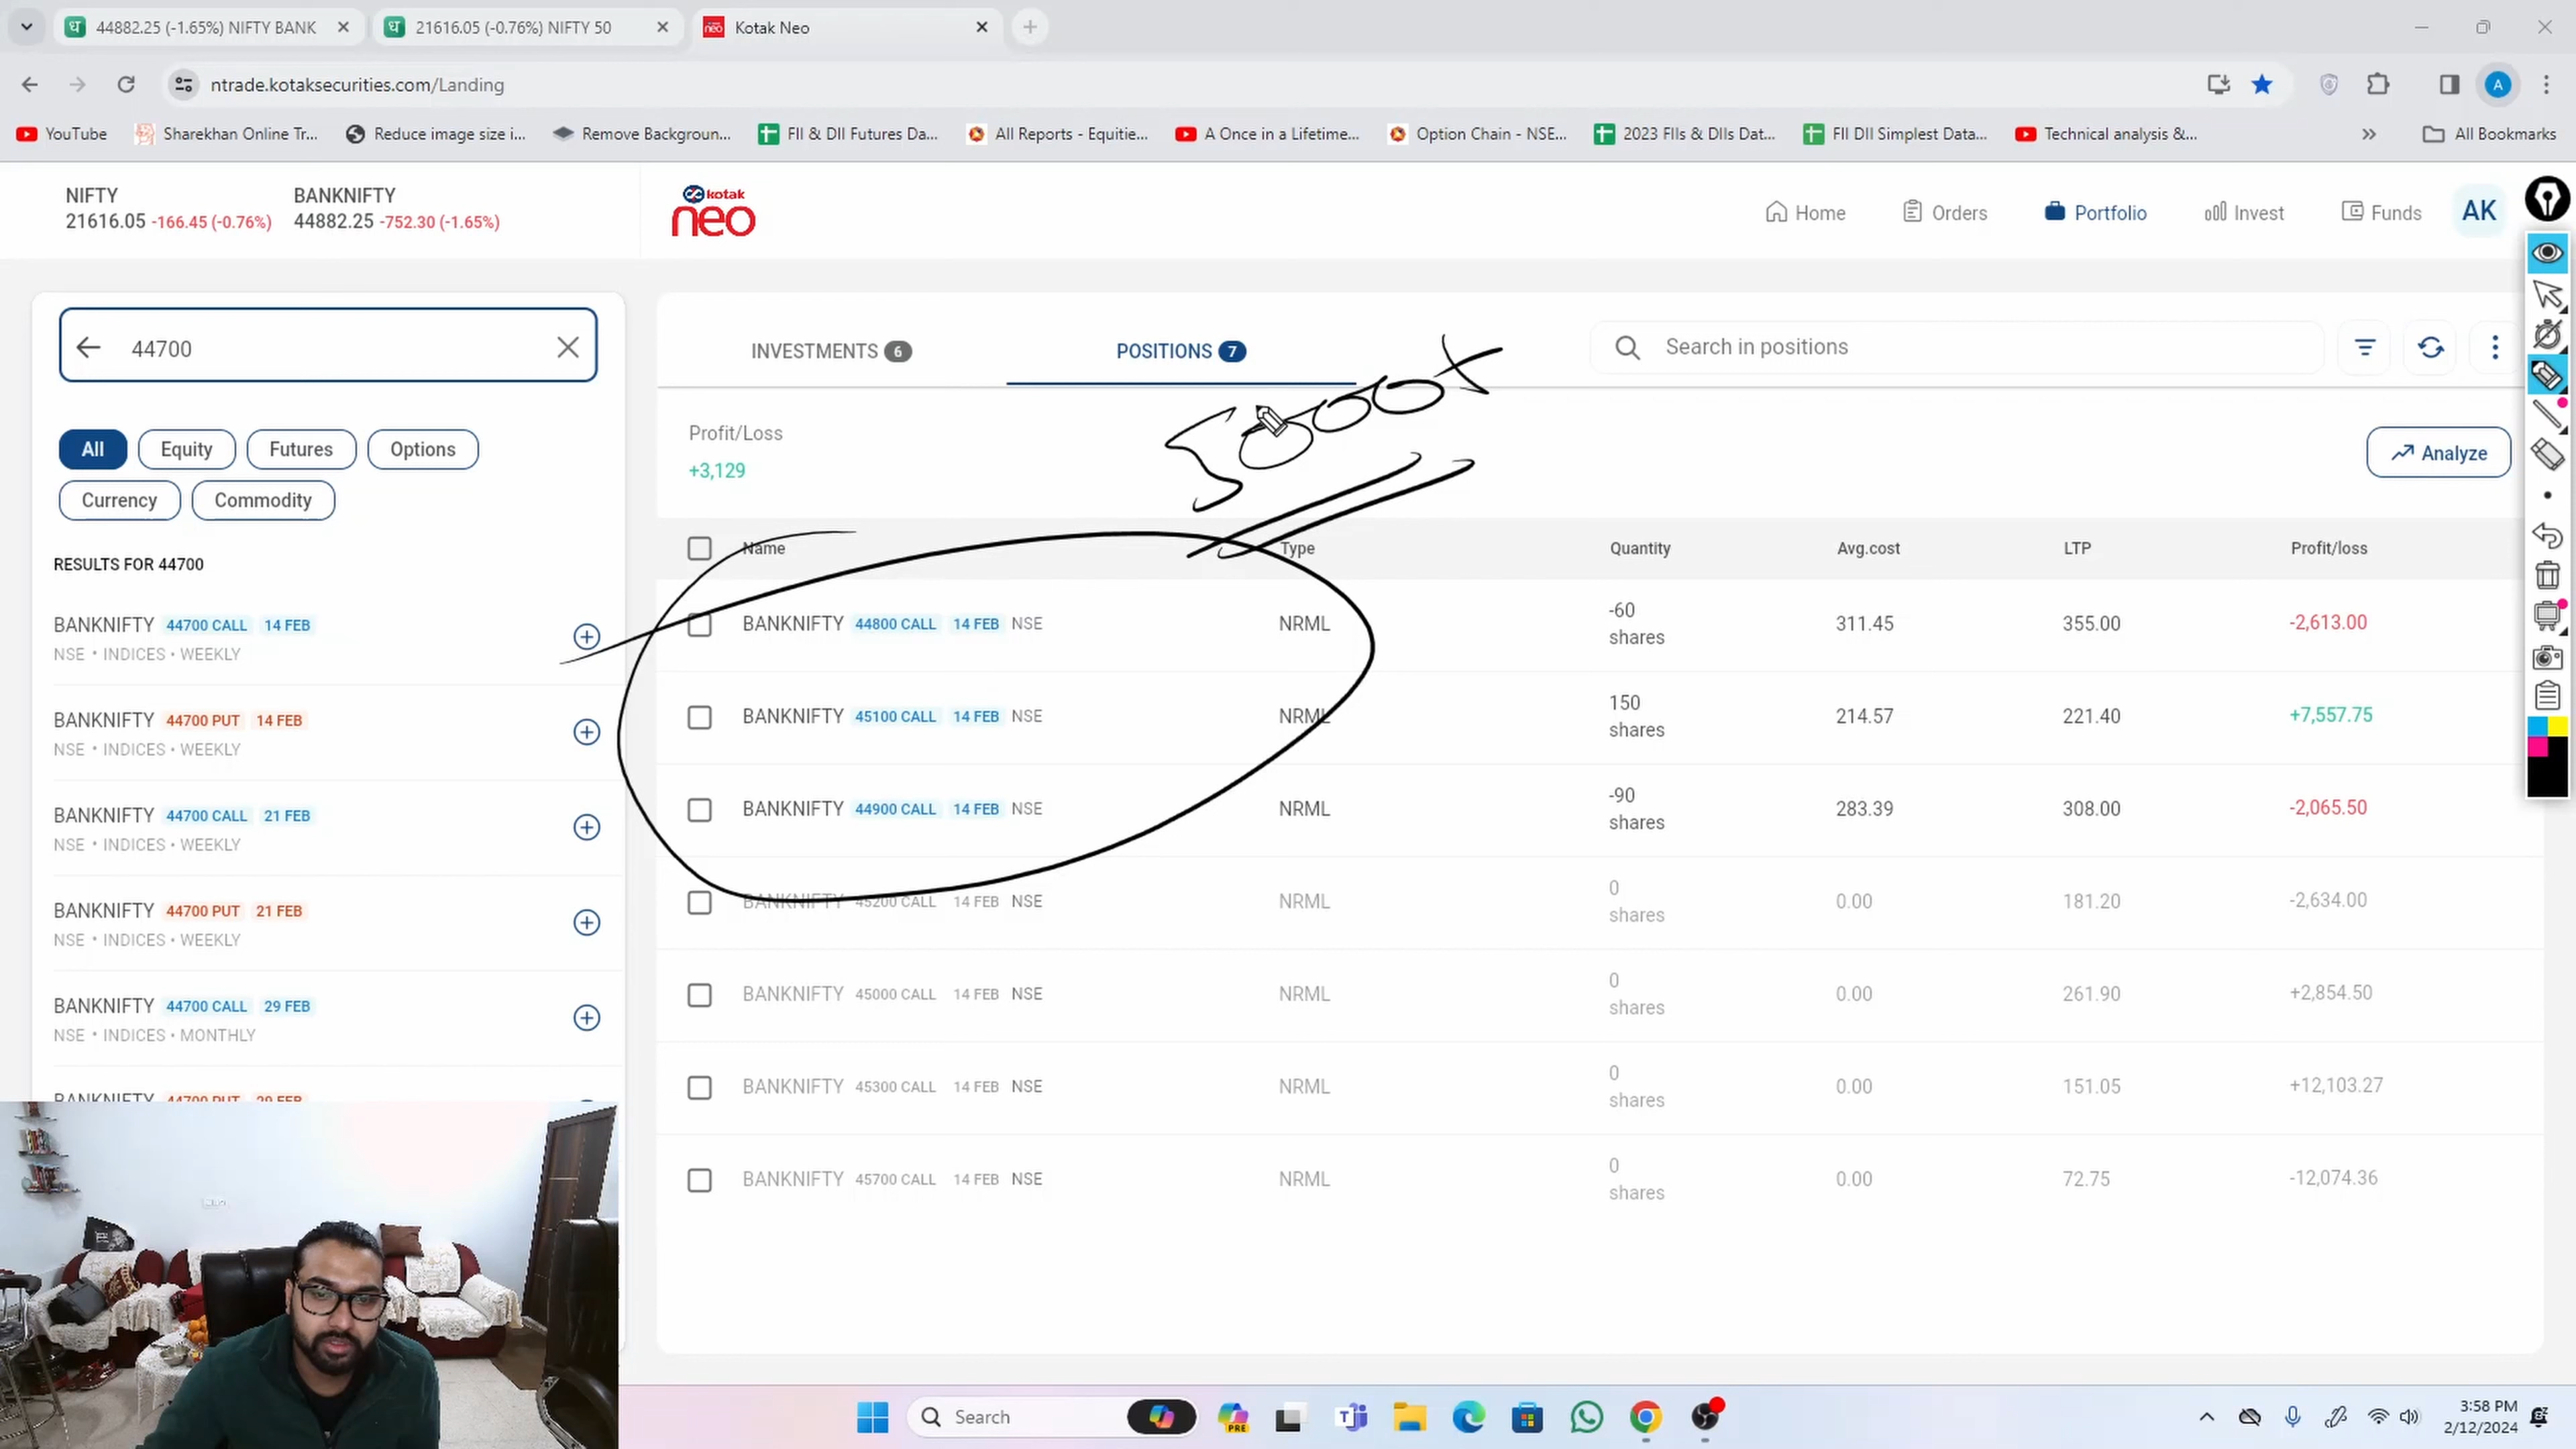 44882.25 (-1.65%) NIFTY BANK
21616.05 (-0.76%) NIFTY 50
neo Kotak Neo
ntrade.kotaksecurities.com/Landing
A
YouTube
Sharekhan Online Tr...
Reduce image size i...
Remove Backgroun...
FII & DII Futures Da...
All Reports - Equitie...
A Once in a Lifetime...
Option Chain - NSE...
2023 FIIs & DIIs Dat...
FII DII Simplest Data...
Technical analysis &...
All Bookmarks
NIFTY
21616.05 -166.45 (-0.76%)
BANKNIFTY
44882.25 -752.30 (-1.65%)
kotak
neo
Home
Orders
Portfolio
Invest
Funds
AK
44700
All
Equity
Futures
Options
Currency
Commodity
RESULTS FOR 44700
BANKNIFTY 44700 CALL 14 FEB
NSE • INDICES • WEEKLY
BANKNIFTY 44700 PUT 14 FEB
NSE • INDICES • WEEKLY
BANKNIFTY 44700 CALL 21 FEB
NSE • INDICES • WEEKLY
BANKNIFTY 44700 PUT 21 FEB
NSE • INDICES • WEEKLY
BANKNIFTY 44700 CALL 29 FEB
NSE • INDICES • MONTHLY
BANKNIFTY 44700 PUT 29 FEB
INVESTMENTS 6
POSITIONS 7
Search in positions
Profit/Loss
+3,129
Analyze
Name Type Quantity Avg.cost LTP Profit/loss
BANKNIFTY 44800 CALL 14 FEB NSE NRML -60 shares 311.45 355.00 -2,613.00
BANKNIFTY 45100 CALL 14 FEB NSE NRML 150 shares 214.57 221.40 +7,557.75
BANKNIFTY 44900 CALL 14 FEB NSE NRML -90 shares 283.39 308.00 -2,065.50
BANKNIFTY 45200 CALL 14 FEB NSE NRML 0 shares 0.00 181.20 -2,634.00
BANKNIFTY 45000 CALL 14 FEB NSE NRML 0 shares 0.00 261.90 +2,854.50
BANKNIFTY 45300 CALL 14 FEB NSE NRML 0 shares 0.00 151.05 +12,103.27
BANKNIFTY 45700 CALL 14 FEB NSE NRML 0 shares 0.00 72.75 -12,074.36
Search
PRE
3:58 PM
2/12/2024